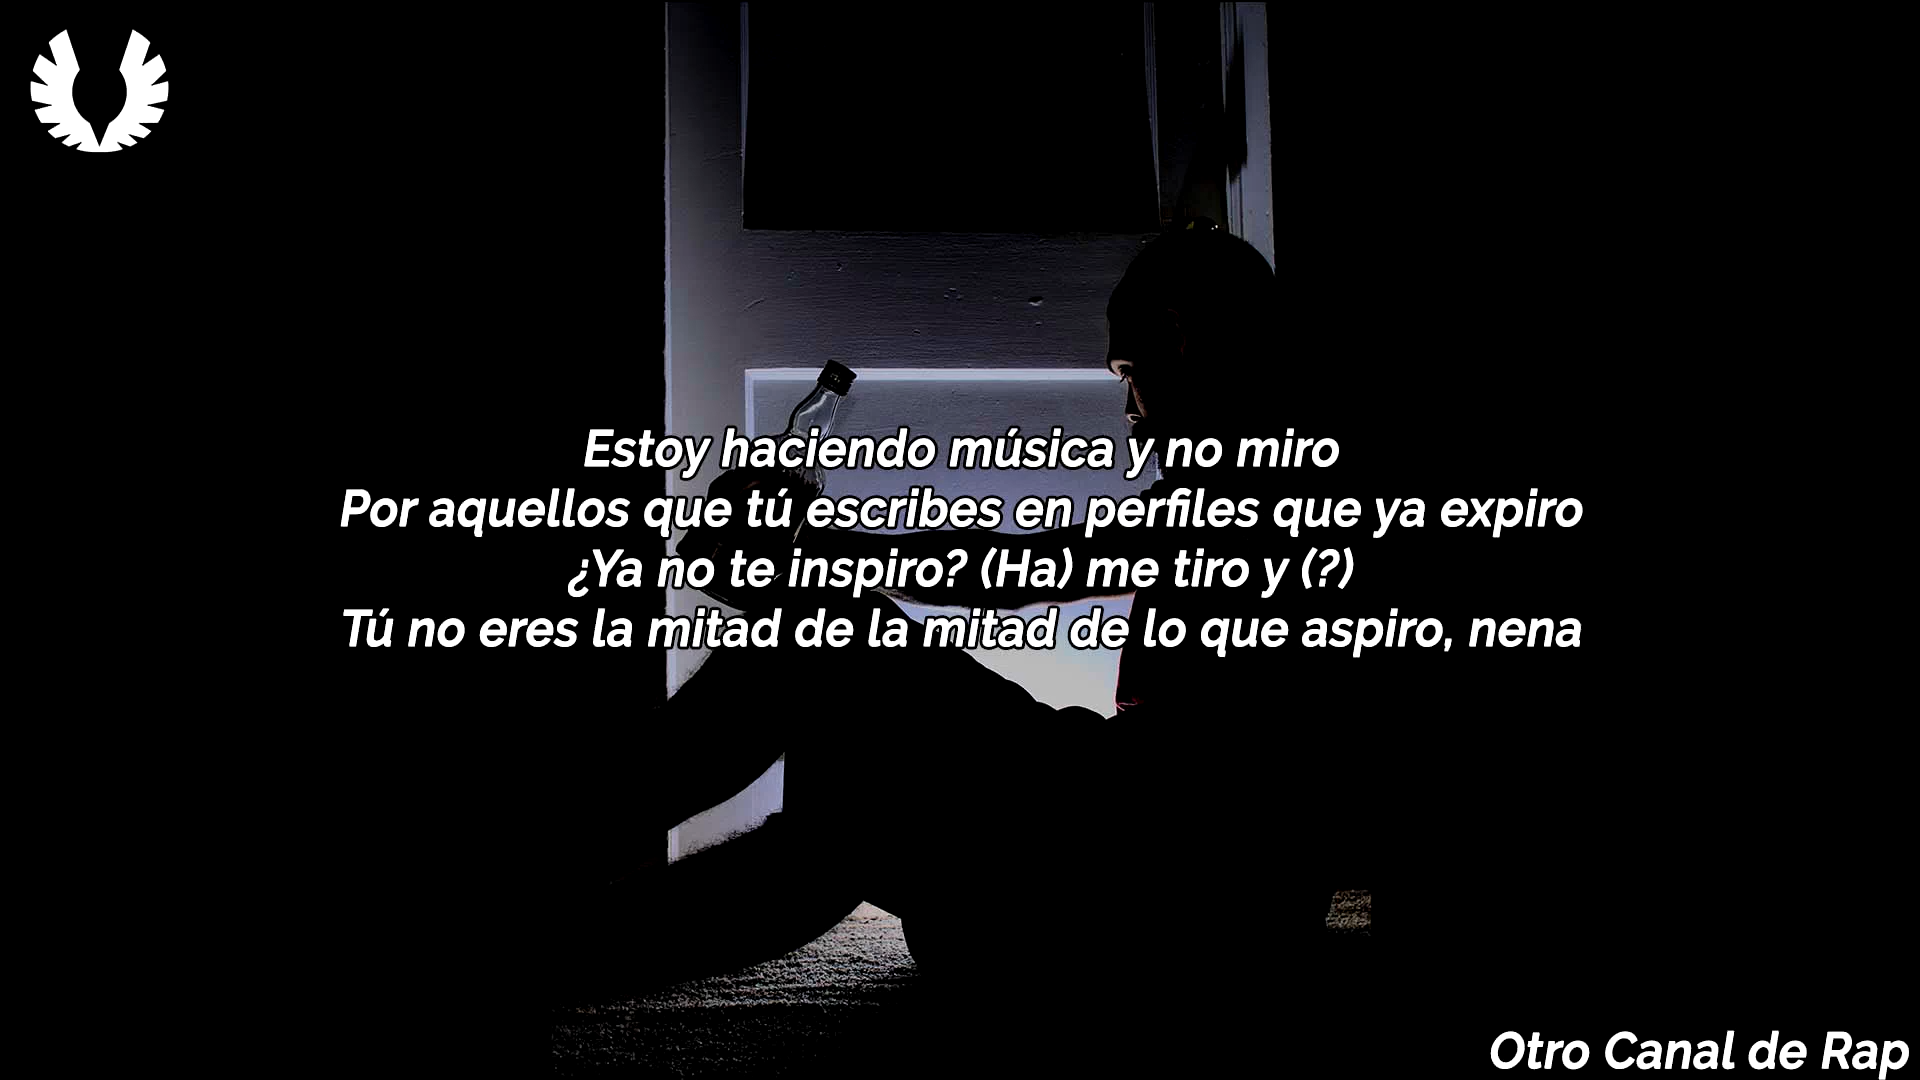 Estoy haciendo música y no miro
Por aquellos que tú escribes en perfiles que ya expiro
¿Ya no te inspiro? (Ha) me tiro y (?)
Tú no eres la mitad de la mitad de lo que aspiro, nena
Otro Canal de Rap